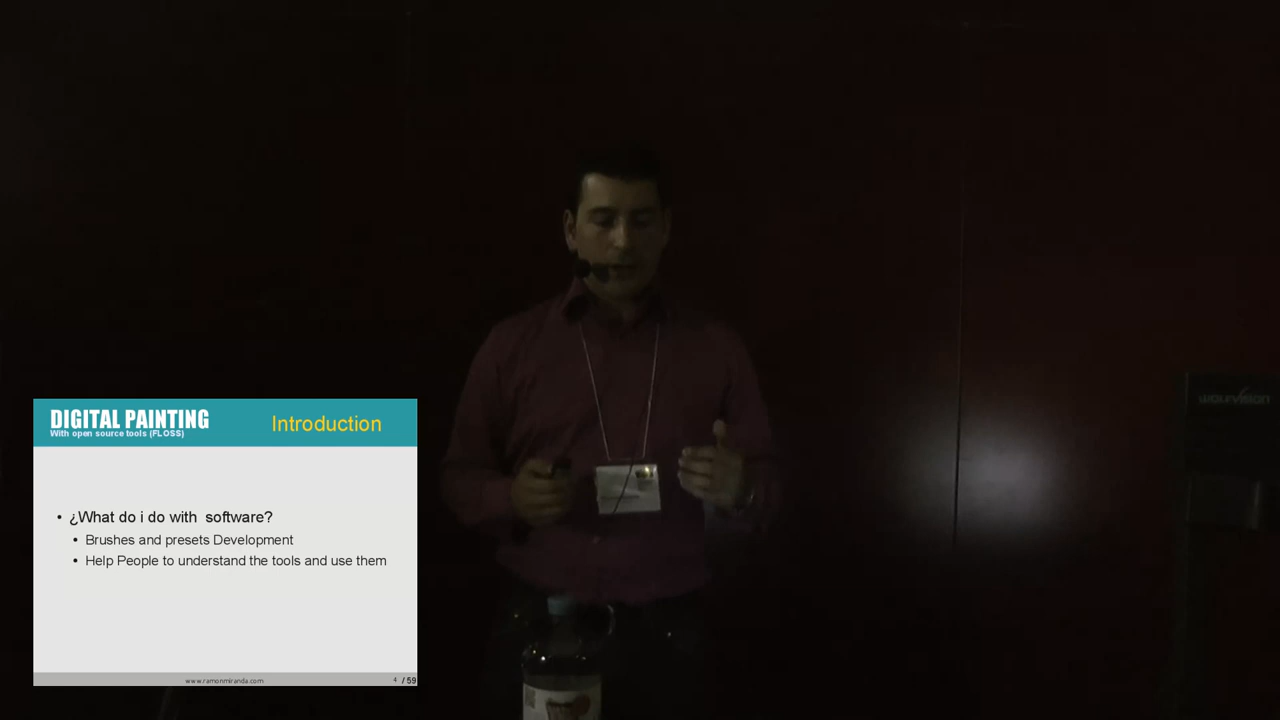 DIGITAL PAINTING
With open source tools (FLOSS)
Introduction
• ¿What do i do with software?
• Brushes and presets Development
• Help People to understand the tools and use them
www.ramonmiranda.com
4 / 59
wolfvision